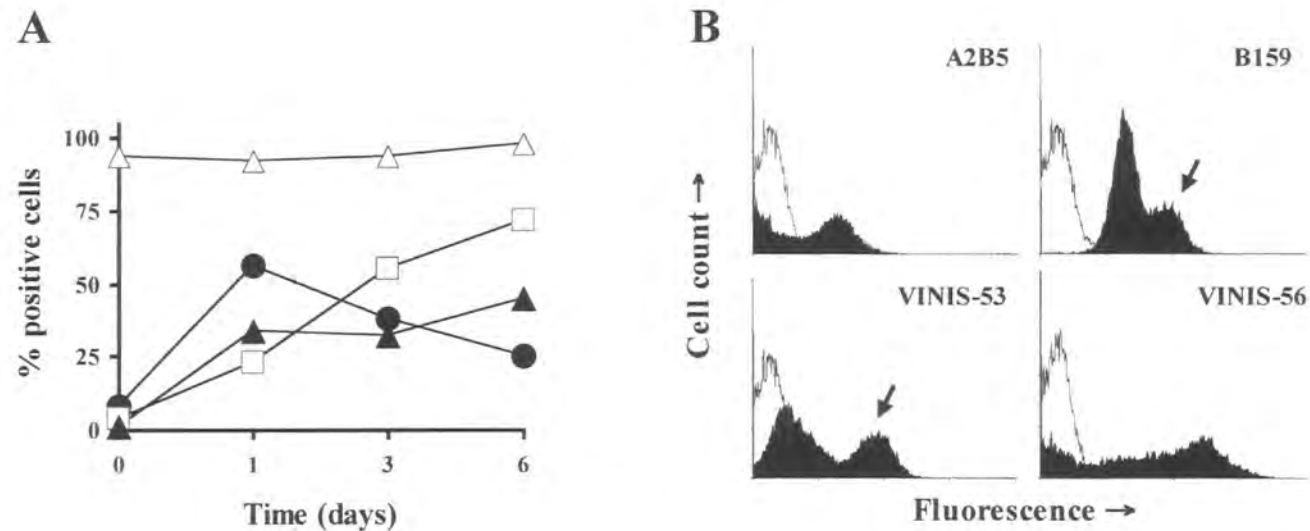 A
% positive cells
100
75
50
25
0
0 1 3 6
Time (days)
B
Cell count →
A2B5
B159
VINIS-53
VINIS-56
Fluorescence →